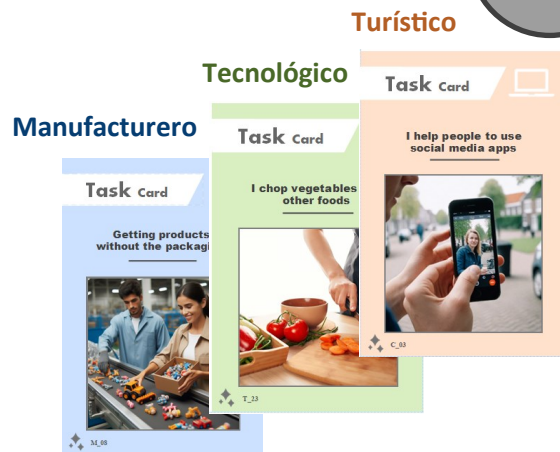 Turístico
Task Card
I help people to use
social media apps
C_03
Tecnológico
Task Card
I chop vegetables
other foods
T_23
Manufacturero
Task Card
Getting products
without the packagi
M_08